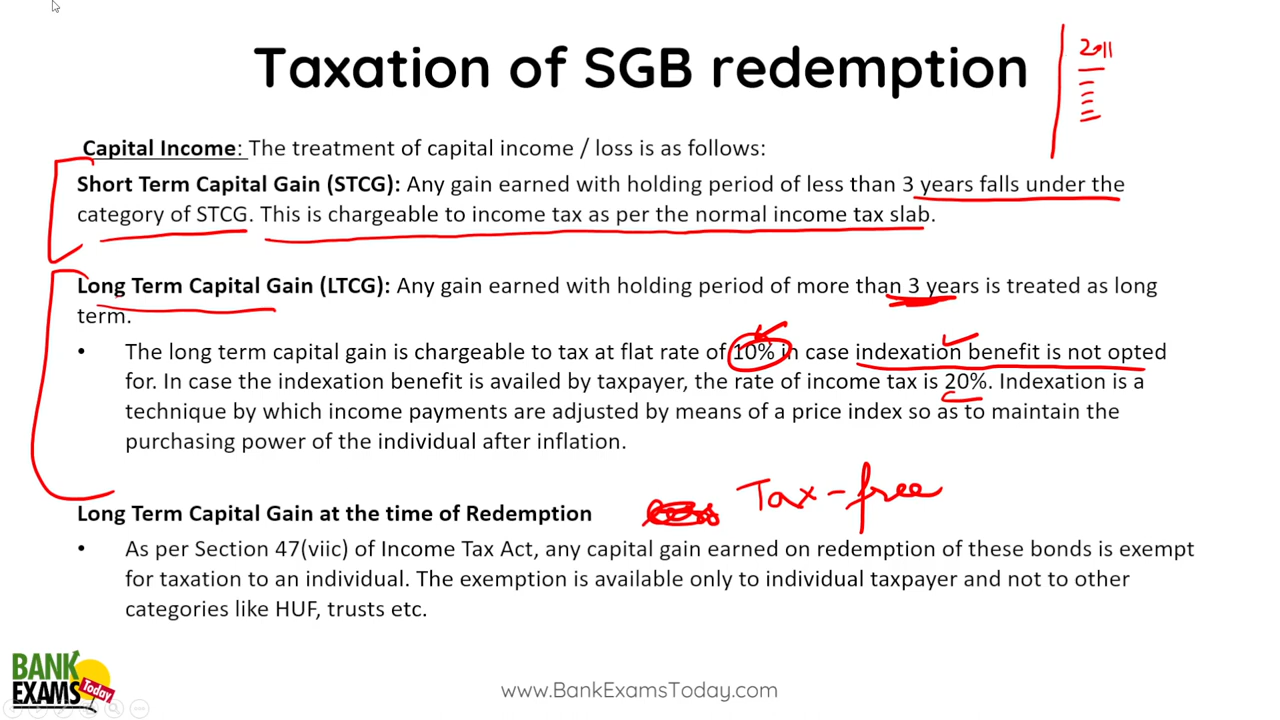 Taxation of SGB redemption
2011
Capital Income: The treatment of capital income / loss is as follows:
Short Term Capital Gain (STCG): Any gain earned with holding period of less than 3 years falls under the
category of STCG. This is chargeable to income tax as per the normal income tax slab.
Long Term Capital Gain (LTCG): Any gain earned with holding period of more than 3 years is treated as long
term.
• The long term capital gain is chargeable to tax at flat rate of 10% in case indexation benefit is not opted
for. In case the indexation benefit is availed by taxpayer, the rate of income tax is 20%. Indexation is a
technique by which income payments are adjusted by means of a price index so as to maintain the
purchasing power of the individual after inflation.
Tax-free
Long Term Capital Gain at the time of Redemption
• As per Section 47(viic) of Income Tax Act, any capital gain earned on redemption of these bonds is exempt
for taxation to an individual. The exemption is available only to individual taxpayer and not to other
categories like HUF, trusts etc.
BANK
EXAMS Today
www.BankExamsToday.com